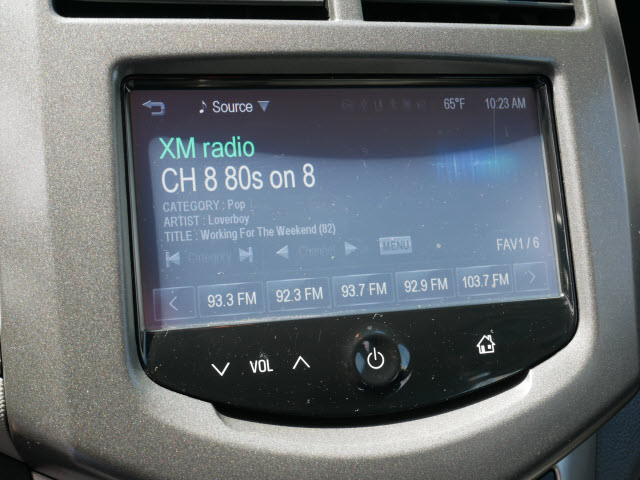 Source 65°F 10:23 AM
XM radio
CH 8 80s on 8
CATEGORY : Pop
ARTIST : Loverboy
TITLE : Working For The Weekend (82)
Category Channel MENU
FAV1 / 6
93.3 FM 92.3 FM 93.7 FM 92.9 FM 103.7 FM
VOL